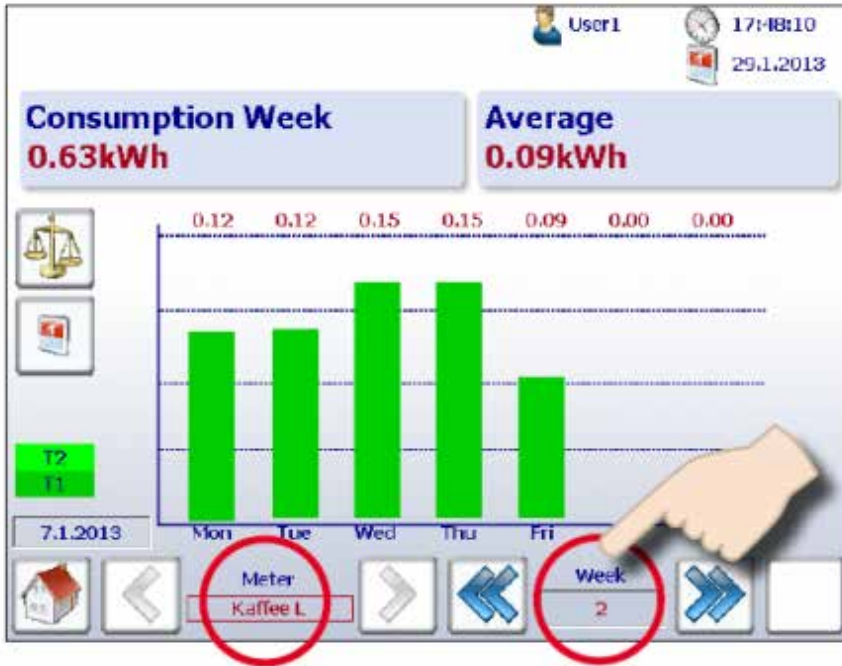 User1
17:48:10
29.1.2013
Consumption Week
0.63kWh
Average
0.09kWh
0.12 0.12 0.15 0.15 0.09 0.00 0.00
T2
T1
7.1.2013
Mon Tue Wed Thu Fri
Meter
Kaffee L
Week
2